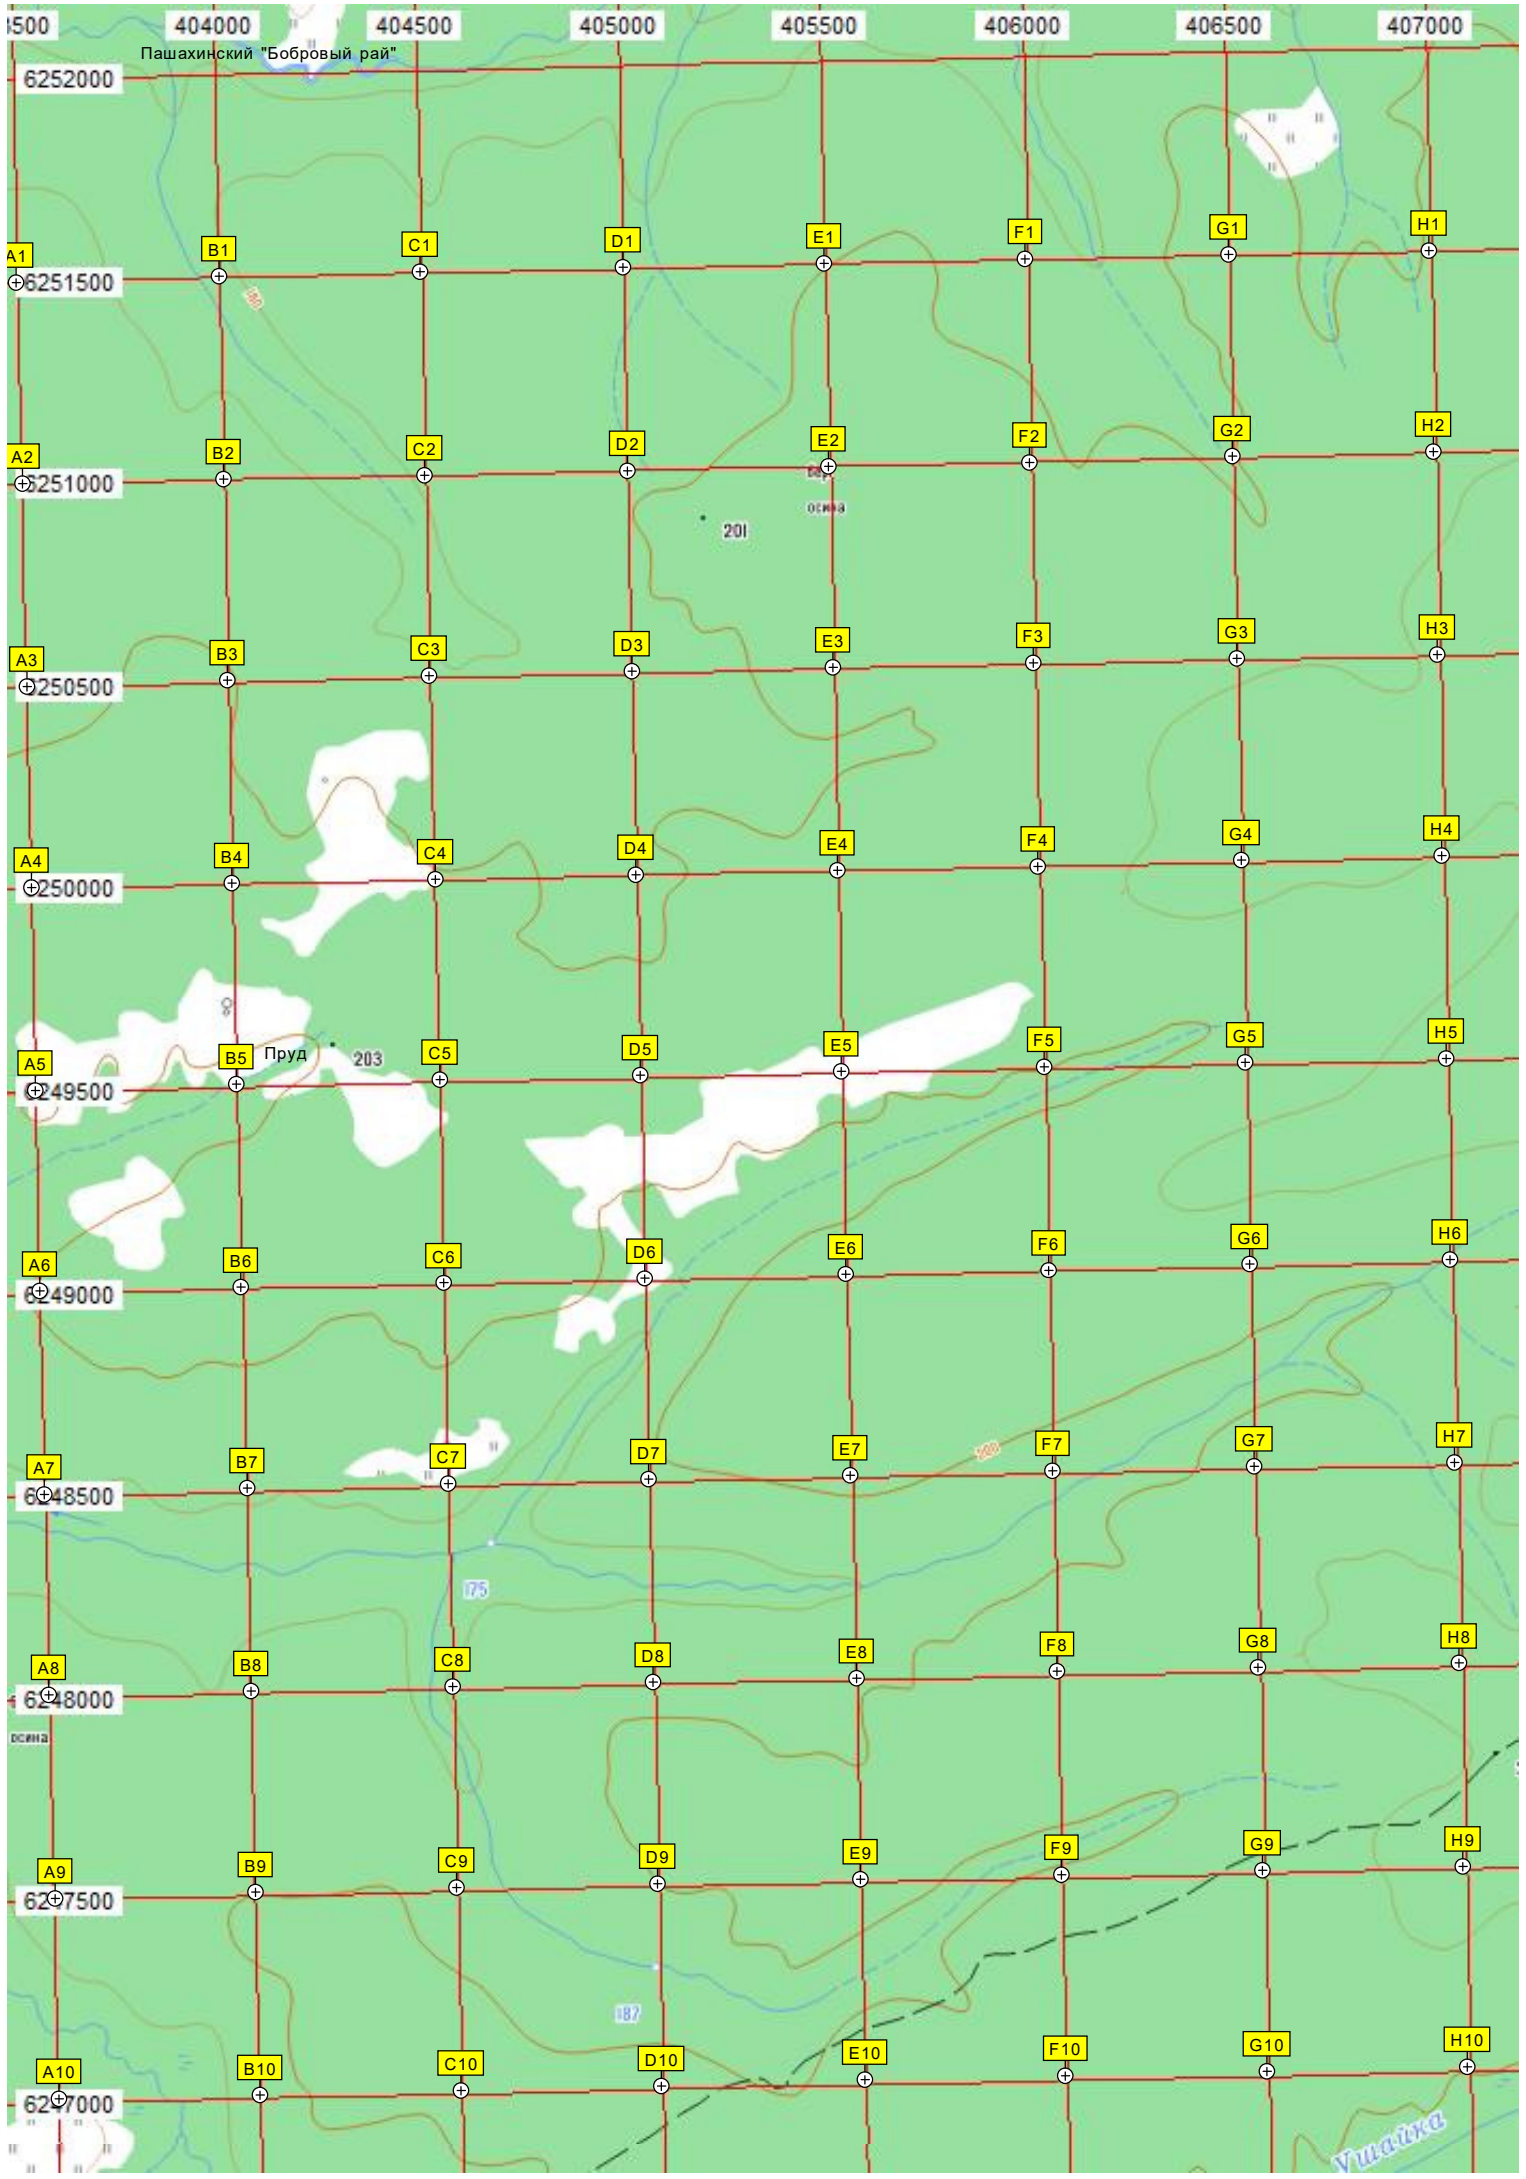 3500 404000 404500 405000 405500 406000 406500 407000
Пашахинский "Бобровый рай"
6252000
A1 B1 C1 D1 E1 F1 G1 H1
6251500
180
A2 B2 C2 D2 E2 F2 G2 H2
6251000
осина
201
A3 B3 C3 D3 E3 F3 G3 H3
6250500
A4 B4 C4 D4 E4 F4 G4 H4
6250000
A5 B5 C5 D5 E5 F5 G5 H5
Пруд
203
6249500
A6 B6 C6 D6 E6 F6 G6 H6
6249000
A7 B7 C7 D7 E7 F7 G7 H7
200
6248500
175
A8 B8 C8 D8 E8 F8 G8 H8
6248000
осина
A9 B9 C9 D9 E9 F9 G9 H9
6247500
187
A10 B10 C10 D10 E10 F10 G10 H10
6247000
Ушайка